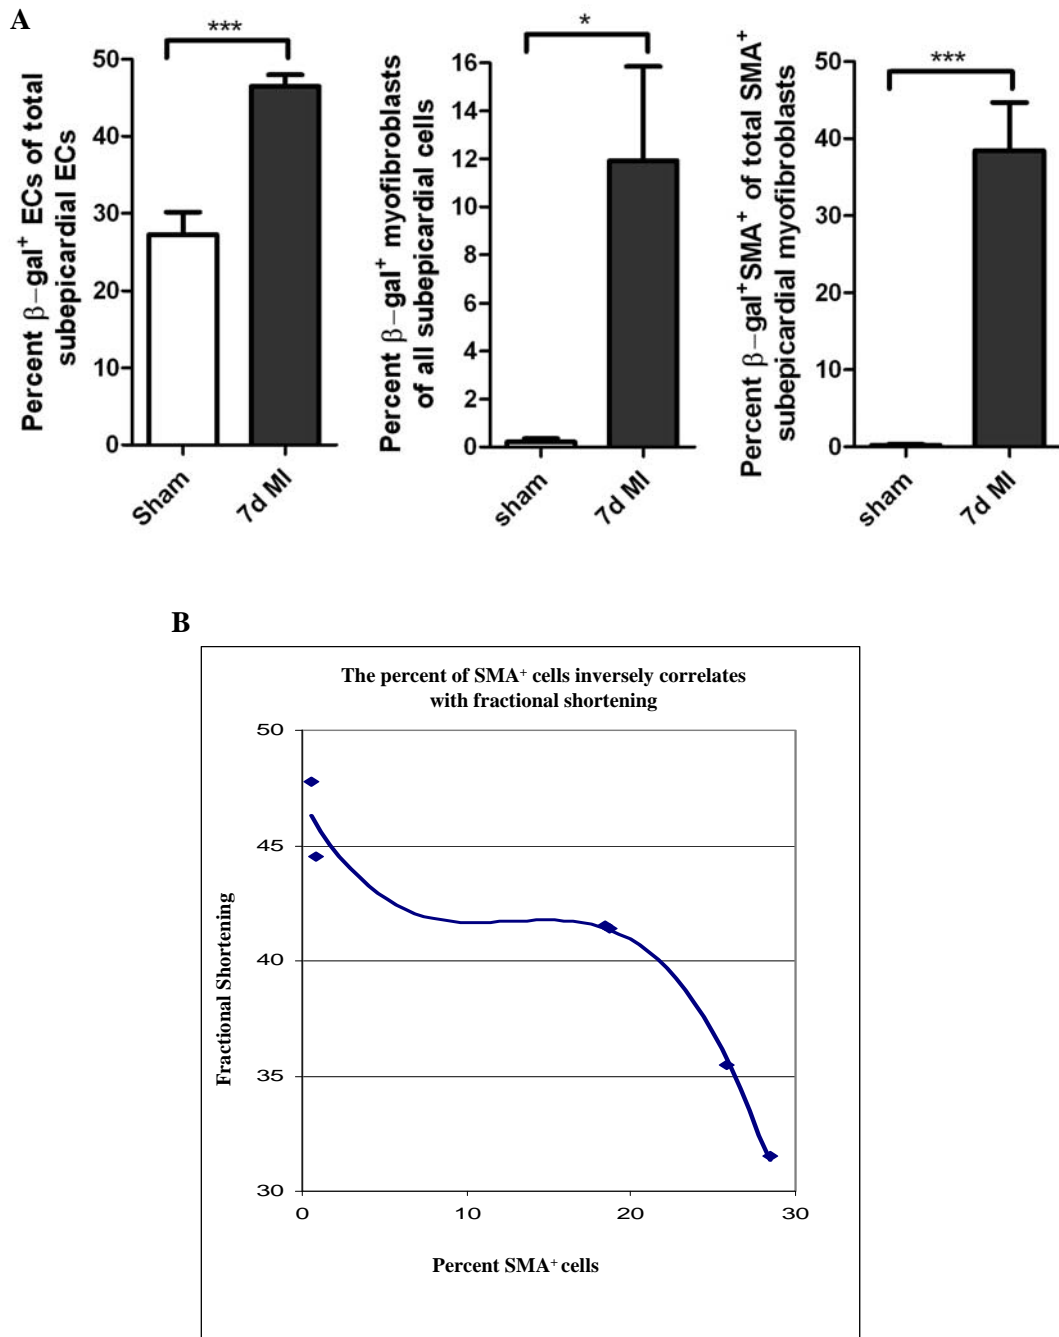 A
***
Percent β-gal+ ECs of total
subepicardial ECs
50
40
30
20
10
0
Sham
7d MI
*
Percent β-gal+ myofibroblasts
of all subepicardial cells
16
14
12
10
8
6
4
2
0
sham
7d MI
***
Percent β-gal+SMA+ of total SMA+
subepicardial myofibroblasts
50
40
30
20
10
0
sham
7d MI
B
The percent of SMA+ cells inversely correlates
with fractional shortening
Fractional Shortening
50
45
40
35
30
0
10
20
30
Percent SMA+ cells